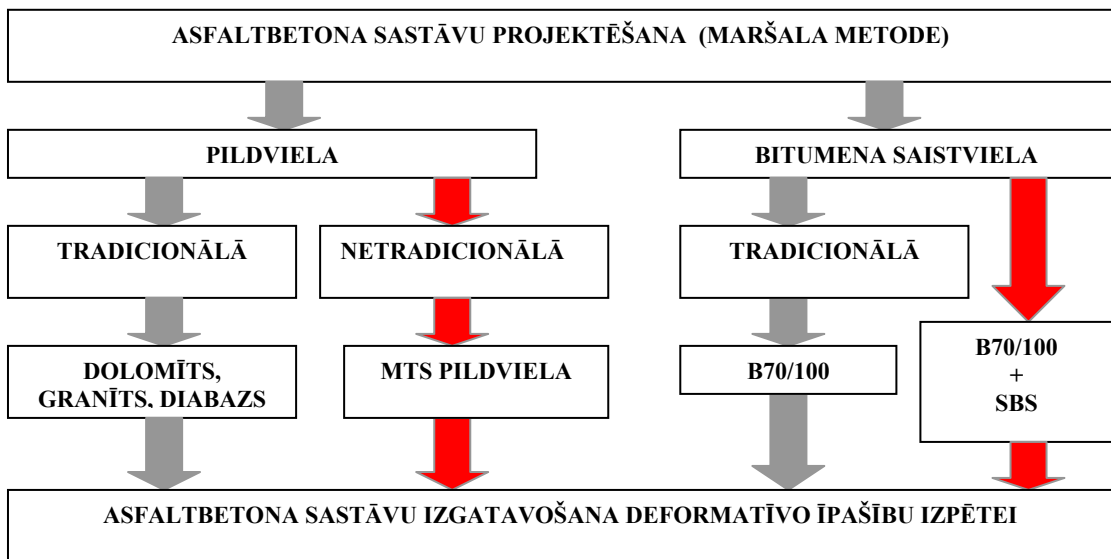 ASFALTBETONA SASTĀVU PROJEKTĒŠANA (MARŠALA METODE)
PILDVIELA
BITUMENA SAISTVIELA
TRADICIONĀLĀ
NETRADICIONĀLĀ
TRADICIONĀLĀ
DOLOMĪTS,
GRANĪTS, DIABAZS
MTS PILDVIELA
B70/100
B70/100
+
SBS
ASFALTBETONA SASTĀVU IZGATAVOŠANA DEFORMATĪVO ĪPAŠĪBU IZPĒTEI